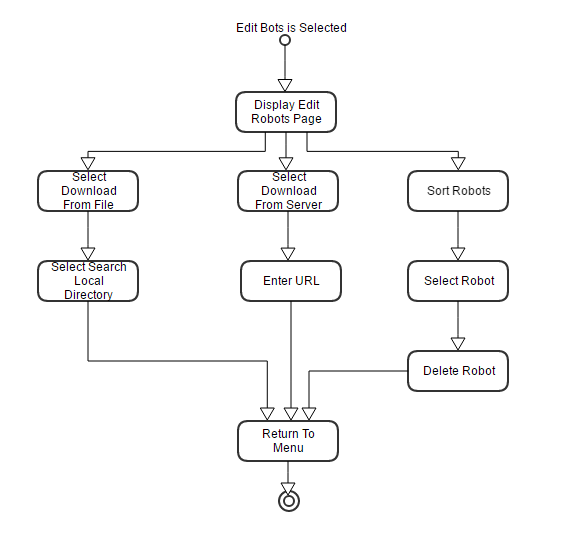 Edit Bots is Selected
Display Edit
Robots Page
Select
Download
From File
Select
Download
From Server
Sort Robots
Select Search
Local
Directory
Enter URL
Select Robot
Delete Robot
Return To
Menu